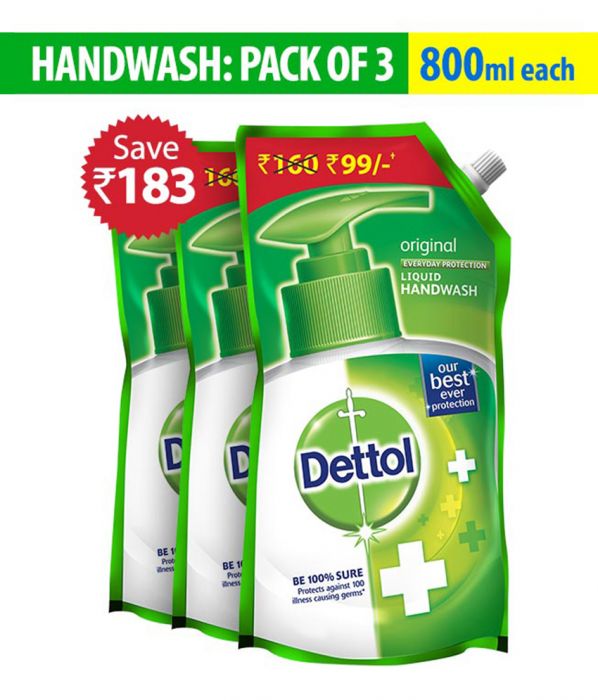 HANDWASH: PACK OF 3 800ml each
Save
₹183
₹160 ₹99/-†
original
EVERYDAY PROTECTION
LIQUID
HANDWASH
our
best
ever
protection
Dettol
BE 100% SURE
Protects against 100
illness causing germs*